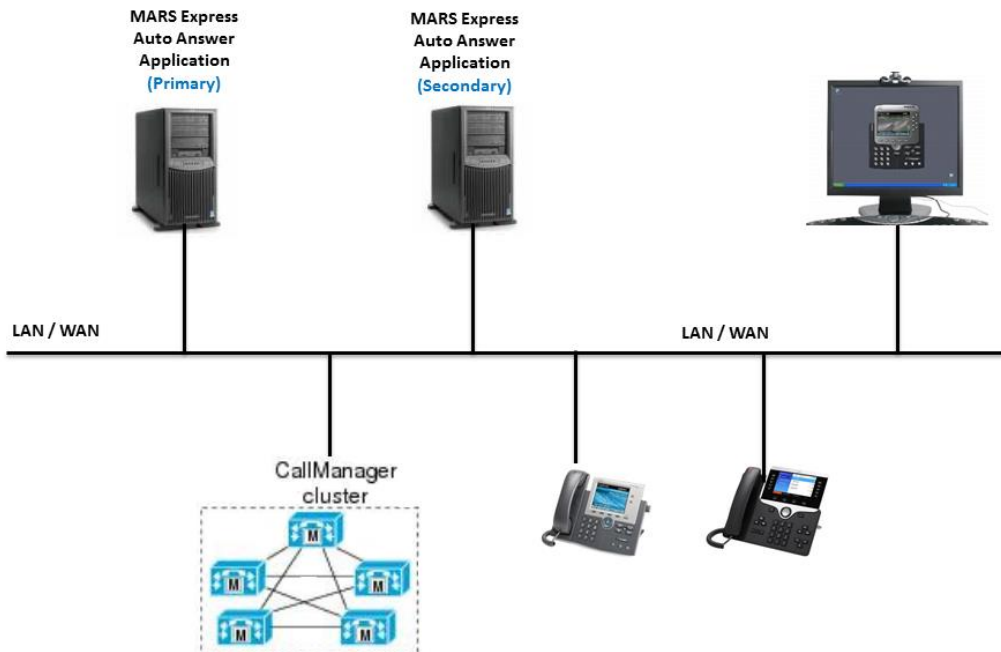 MARS Express
Auto Answer
Application
(Primary)
MARS Express
Auto Answer
Application
(Secondary)
LAN / WAN
LAN / WAN
CallManager
cluster
M
M
M
M
M